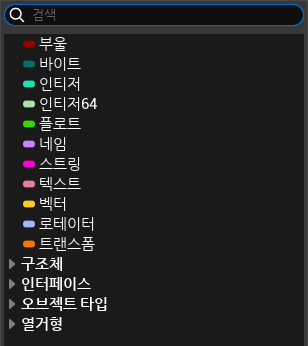 검색
부울
바이트
인티저
인티저64
플로트
네임
스트링
텍스트
벡터
로테이터
트랜스폼
구조체
인터페이스
오브젝트 타입
열거형